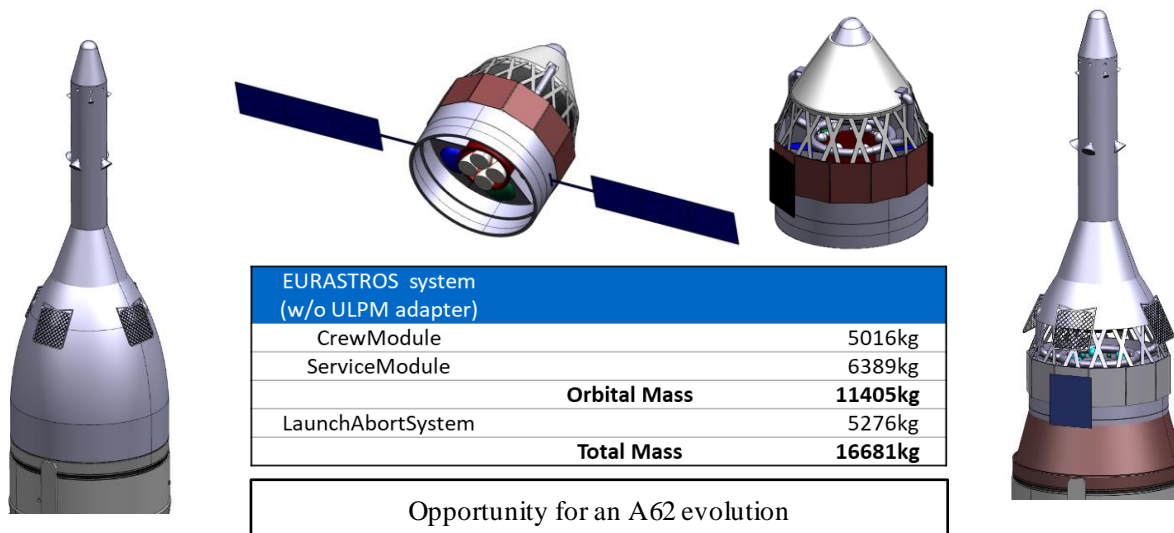 EURASTROS system
(w/o ULPM adapter)
CrewModule 5016kg
ServiceModule 6389kg
Orbital Mass 11405kg
LaunchAbortSystem 5276kg
Total Mass 16681kg
Opportunity for an A62 evolution